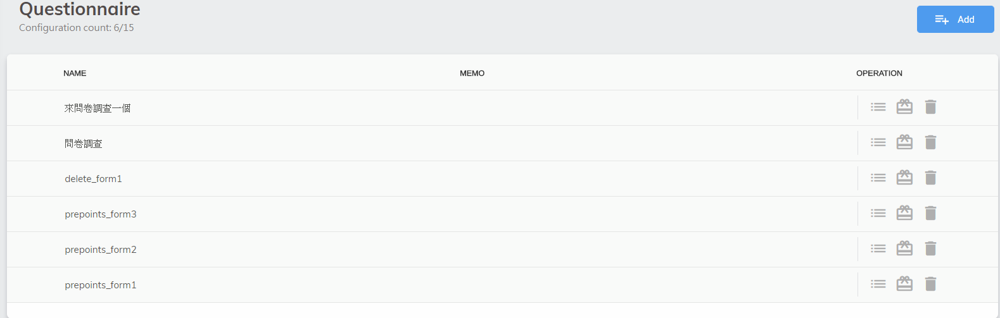 Questionnaire
Configuration count: 6/15
Add
NAME MEMO OPERATION
來問卷調查一個
問卷調查
delete_form1
prepoints_form3
prepoints_form2
prepoints_form1